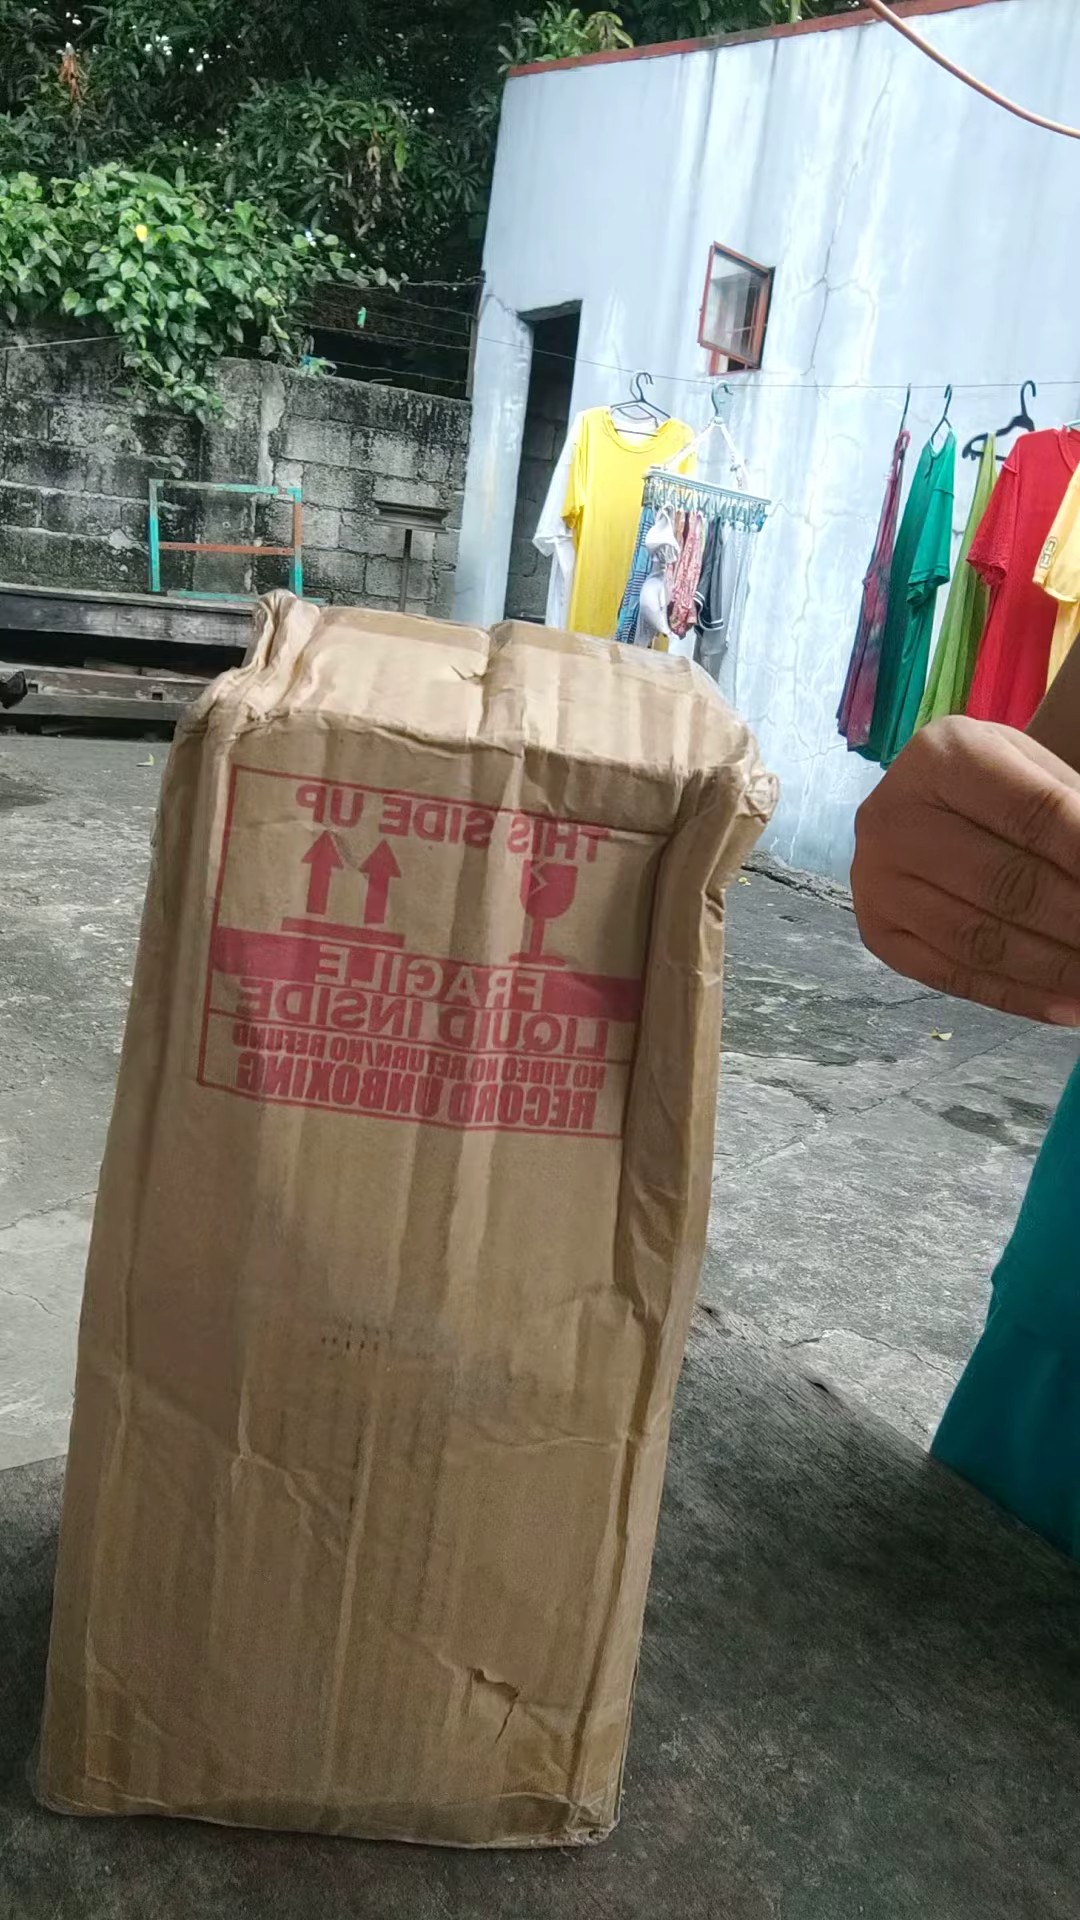 THIS SIDE UP
FRAGILE
LIQUID INSIDE
NO VIDEO NO RETURN/NO REFUND
RECORD UNBOXING